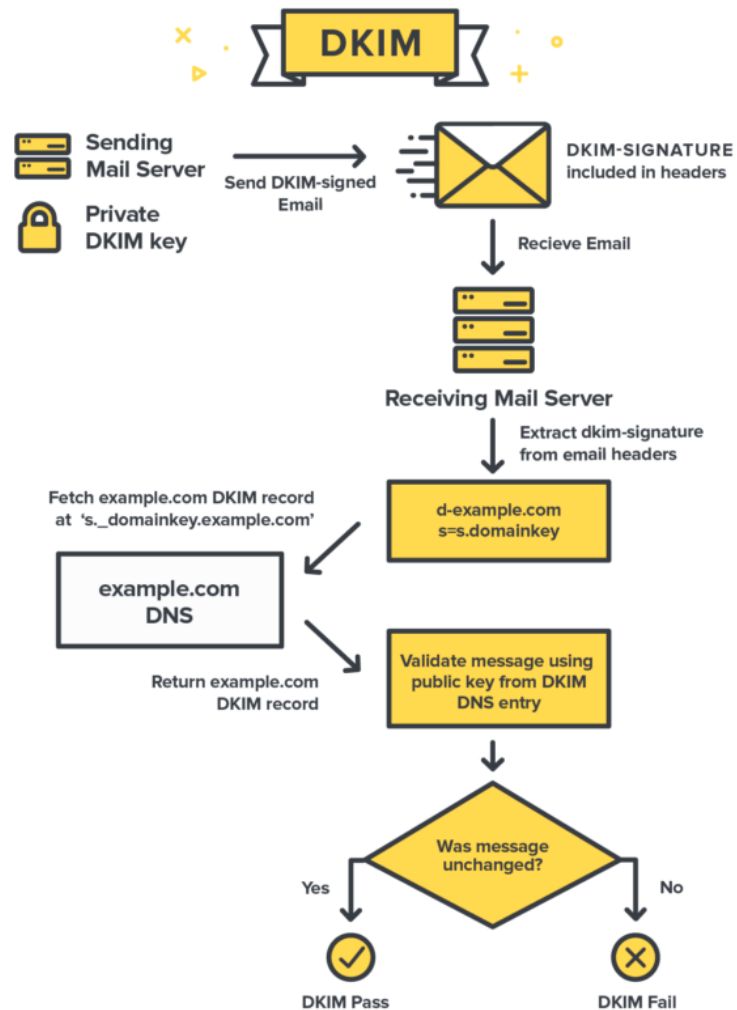 DKIM
Sending
Mail Server
Send DKIM-signed
Email
DKIM-SIGNATURE
included in headers
Private
DKIM key
Recieve Email
Receiving Mail Server
Extract dkim-signature
from email headers
Fetch example.com DKIM record
at ‘s._domainkey.example.com’
d-example.com
s=s.domainkey
example.com
DNS
Return example.com
DKIM record
Validate message using
public key from DKIM
DNS entry
Was message
unchanged?
Yes
No
DKIM Pass
DKIM Fail